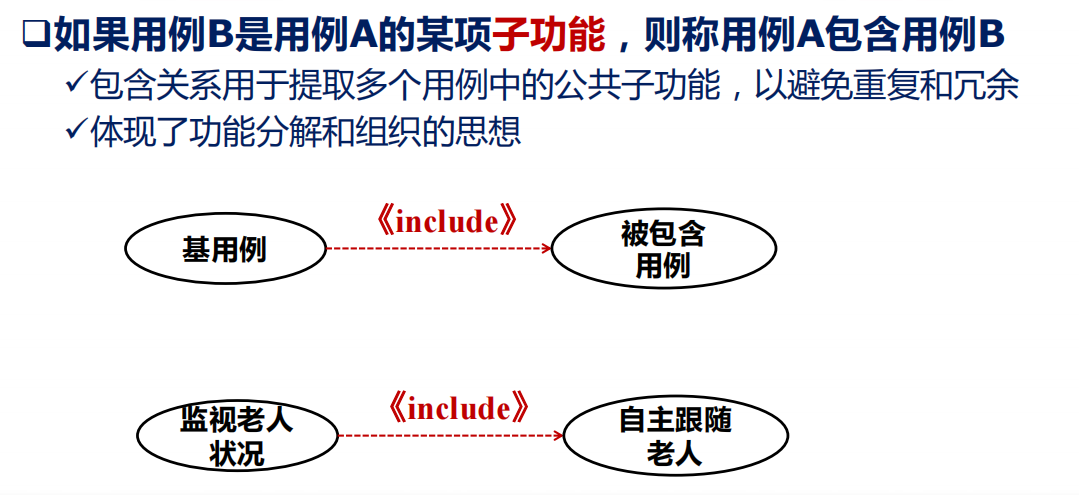 ❑如果用例B是用例A的某项子功能，则称用例A包含用例B
✓包含关系用于提取多个用例中的公共子功能，以避免重复和冗余
✓体现了功能分解和组织的思想
《include》
基用例
被包含
用例
《include》
监视老人
状况
自主跟随
老人